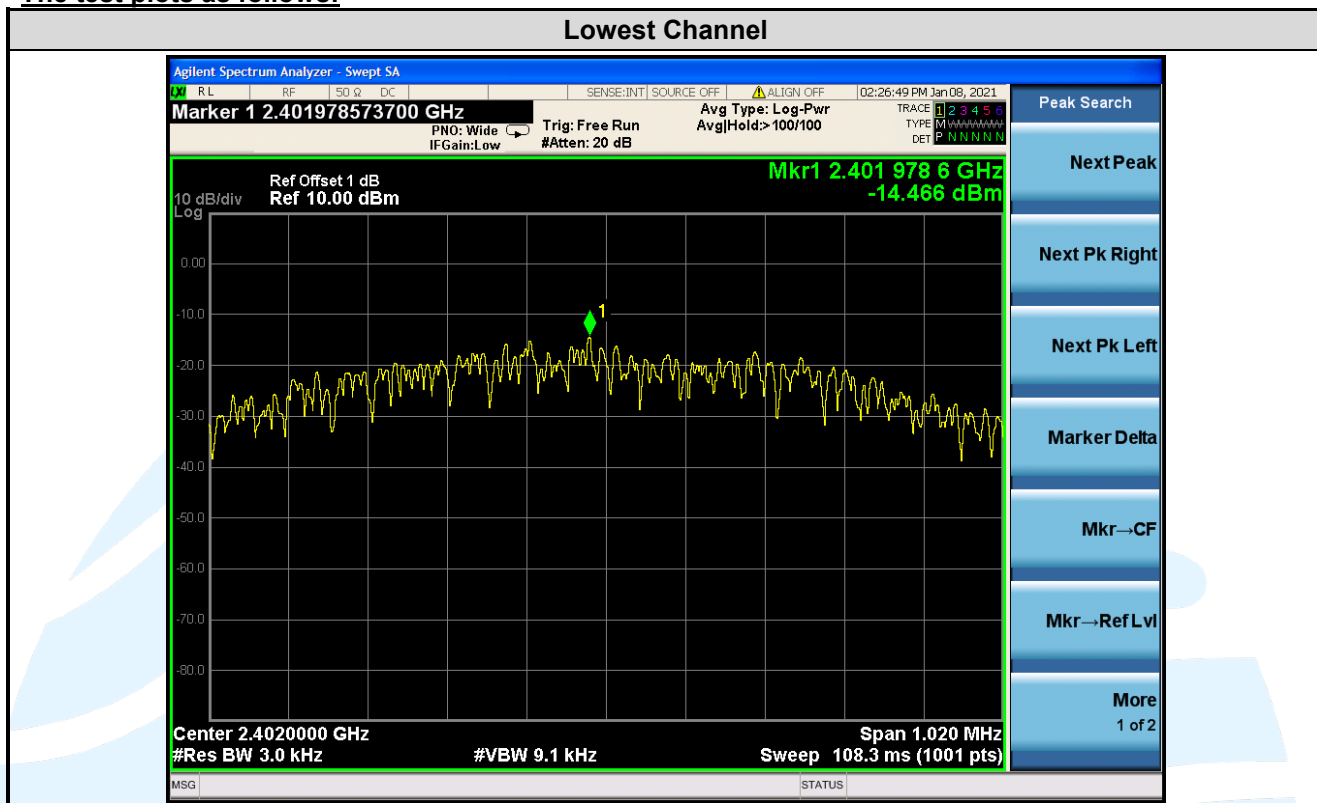 The test plots as follows:
Lowest Channel
Agilent Spectrum Analyzer - Swept SA
LXI RL RF 50 Ω DC SENSE:INT SOURCE OFF ALIGN OFF 02:26:49 PM Jan 08, 2021
Marker 1 2.401978573700 GHz
PNO: Wide
IFGain:Low
Trig: Free Run
#Atten: 20 dB
Avg Type: Log-Pwr
Avg|Hold:>100/100
TRACE 1 2 3 4 5 6
TYPE M WWWWW
DET P N N N N N
Peak Search
Next Peak
Next Pk Right
Next Pk Left
Marker Delta
Mkr→CF
Mkr→Ref Lvl
More
1 of 2
Mkr1 2.401 978 6 GHz
-14.466 dBm
Ref Offset 1 dB
10 dB/div Ref 10.00 dBm
Log
0.00
-10.0
1
-20.0
-30.0
-40.0
-50.0
-60.0
-70.0
-80.0
Center 2.4020000 GHz Span 1.020 MHz
#Res BW 3.0 kHz #VBW 9.1 kHz Sweep 108.3 ms (1001 pts)
MSG STATUS